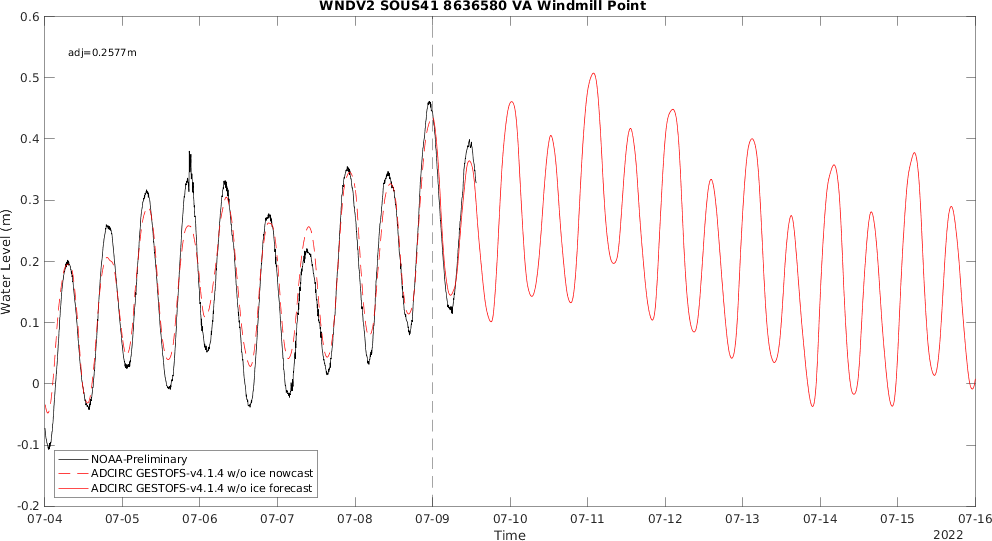 WNDV2 SOUS41 8636580 VA Windmill Point
adj=0.2577m
0.6
0.5
0.4
0.3
0.2
0.1
0
-0.1
-0.2
Water Level (m)
NOAA-Preliminary
ADCIRC GESTOFS-v4.1.4 w/o ice nowcast
ADCIRC GESTOFS-v4.1.4 w/o ice forecast
07-04 07-05 07-06 07-07 07-08 07-09 07-10 07-11 07-12 07-13 07-14 07-15 07-16
Time
2022